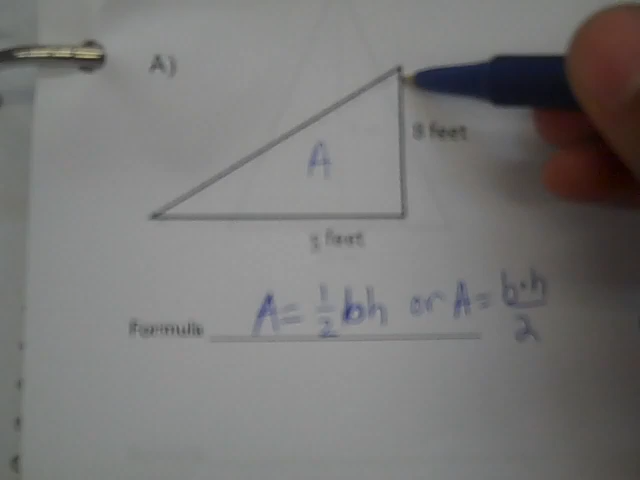 A)
8 feet
A
5 feet
Formula A = 1/2 bh or A = b·h/2